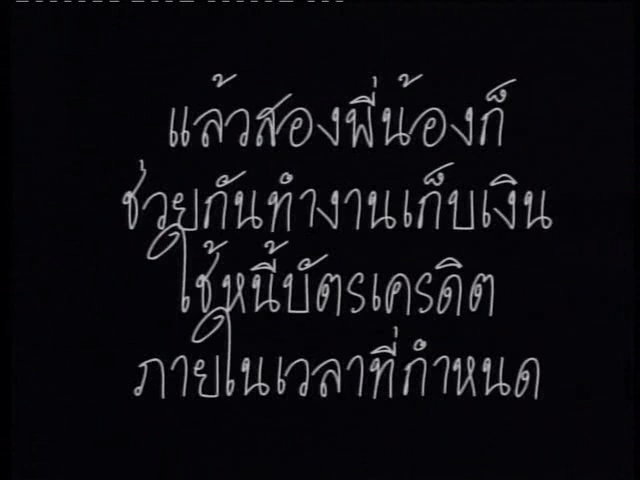 แล้วสองพี่น้องก็
ช่วยกันทำงานเก็บเงิน
ใช้หนี้บัตรเครดิต
ภายในเวลาที่กำหนด